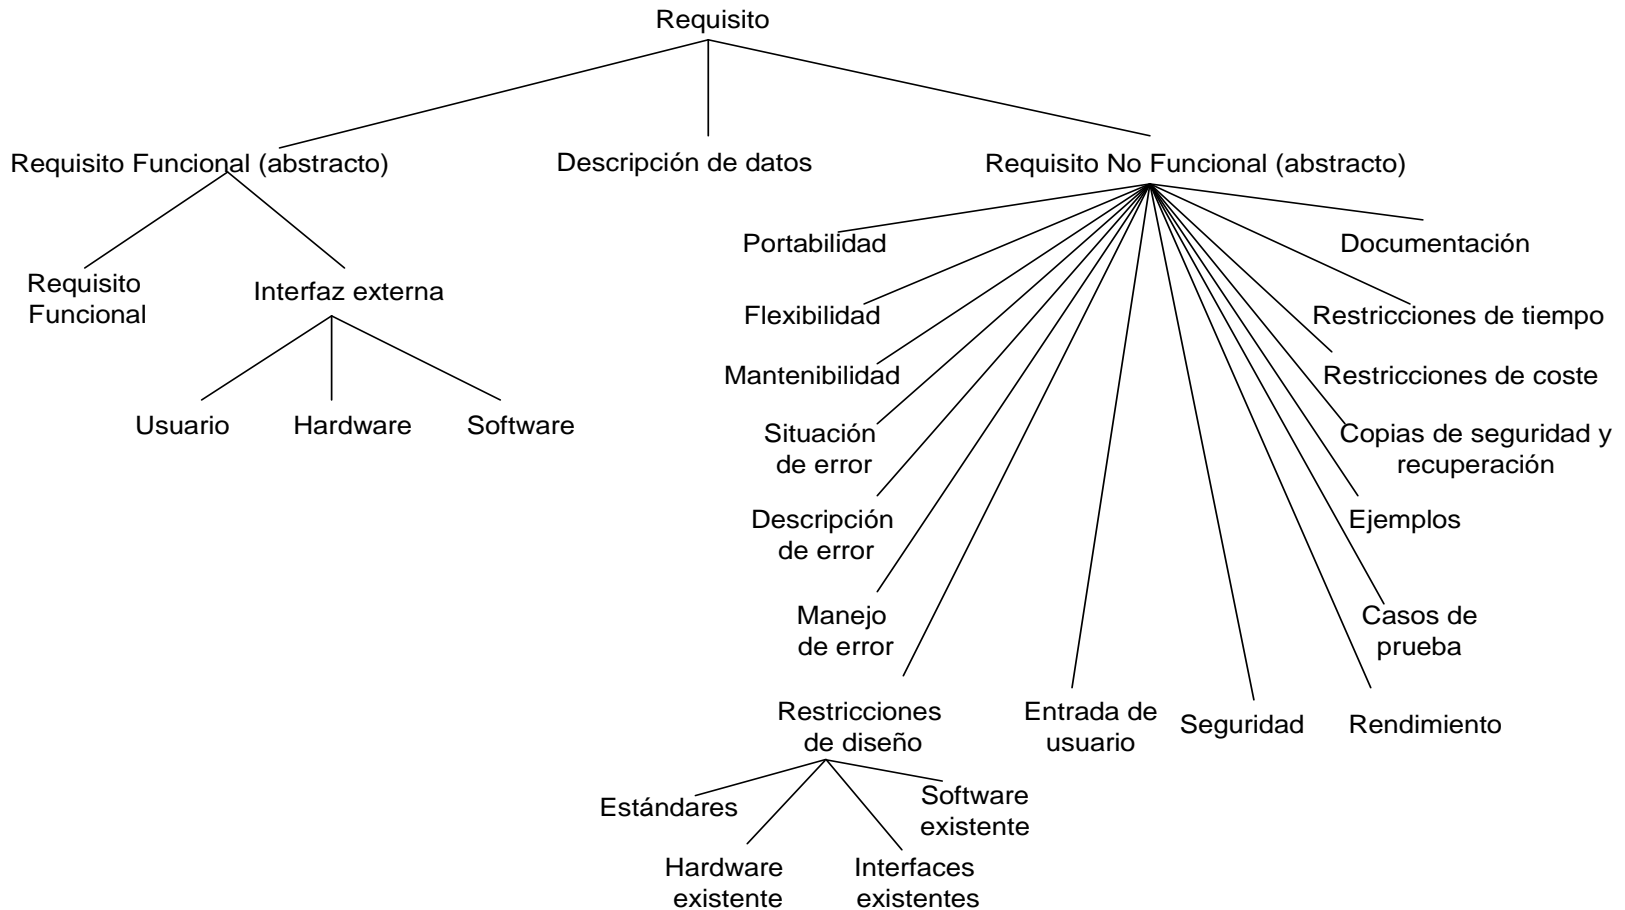 Requisito
Requisito Funcional (abstracto)
Descripción de datos
Requisito No Funcional (abstracto)
Requisito
Funcional
Interfaz externa
Usuario
Hardware
Software
Portabilidad
Flexibilidad
Mantenibilidad
Situación
de error
Descripción
de error
Manejo
de error
Restricciones
de diseño
Estándares
Hardware
existente
Interfaces
existentes
Software
existente
Entrada de
usuario
Seguridad
Rendimiento
Documentación
Restricciones de tiempo
Restricciones de coste
Copias de seguridad y
recuperación
Ejemplos
Casos de
prueba